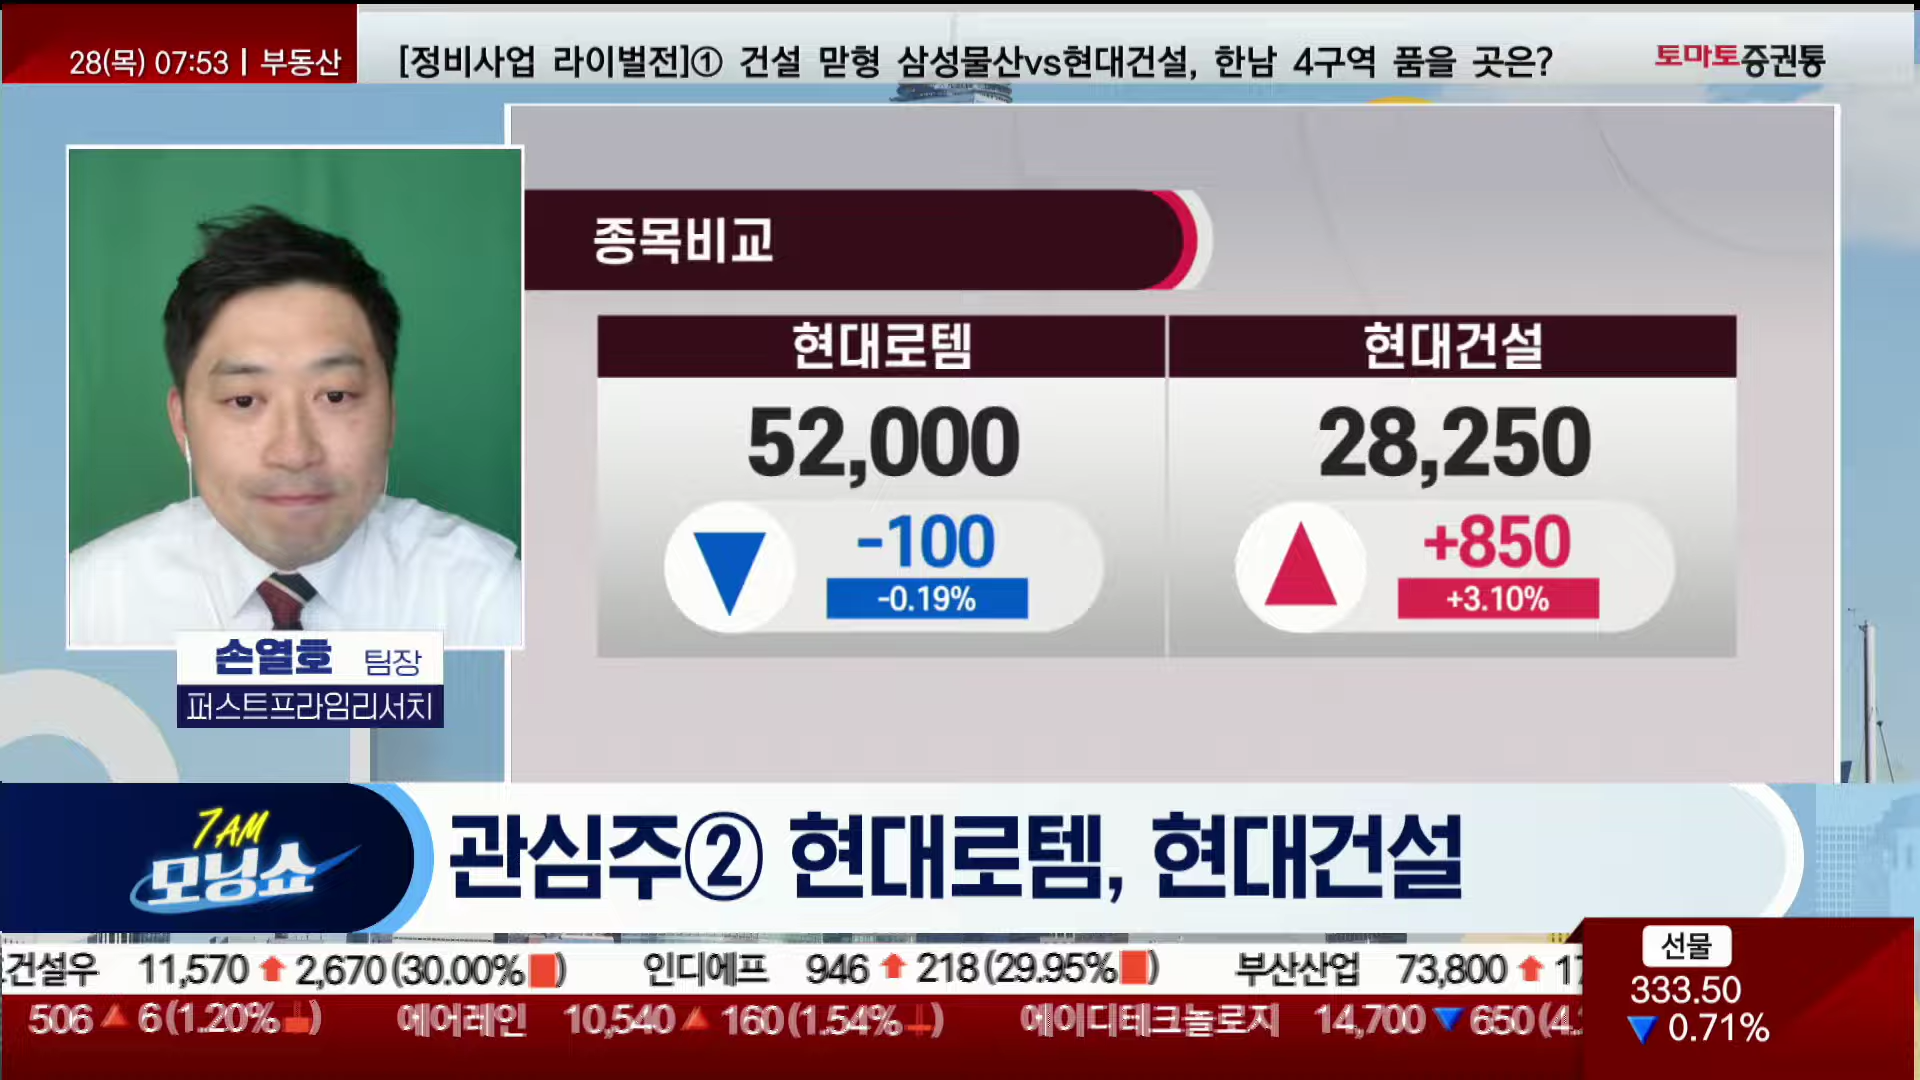 28(목) 07:53 | 부동산
[정비사업 라이벌전]① 건설 맏형 삼성물산vs현대건설, 한남 4구역 품을 곳은?
토마토증권통
종목비교
현대로템
현대건설
52,000
28,250
-100
-0.19%
+850
+3.10%
손열호 팀장
퍼스트프라임리서치
7AM
모닝쇼
관심주② 현대로템, 현대건설
건설우 11,570 2,670(30.00%) 인디에프 946 218(29.95%) 부산산업 73,800 17
506 6(1.20%) 에어레인 10,540 160(1.54%) 에이디테크놀로지 14,700 650(4.
선물
333.50
0.71%